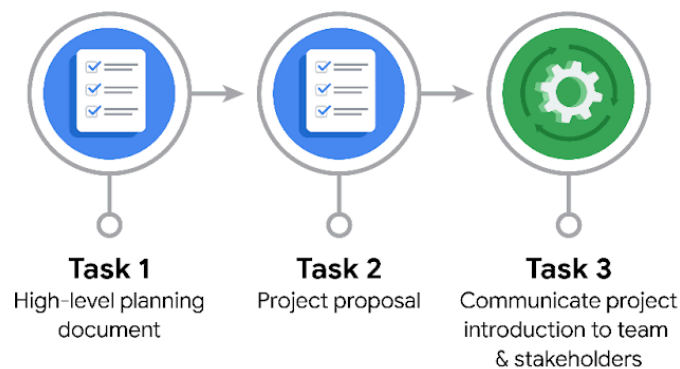 Task 1
High-level planning
document
Task 2
Project proposal
Task 3
Communicate project
introduction to team
& stakeholders